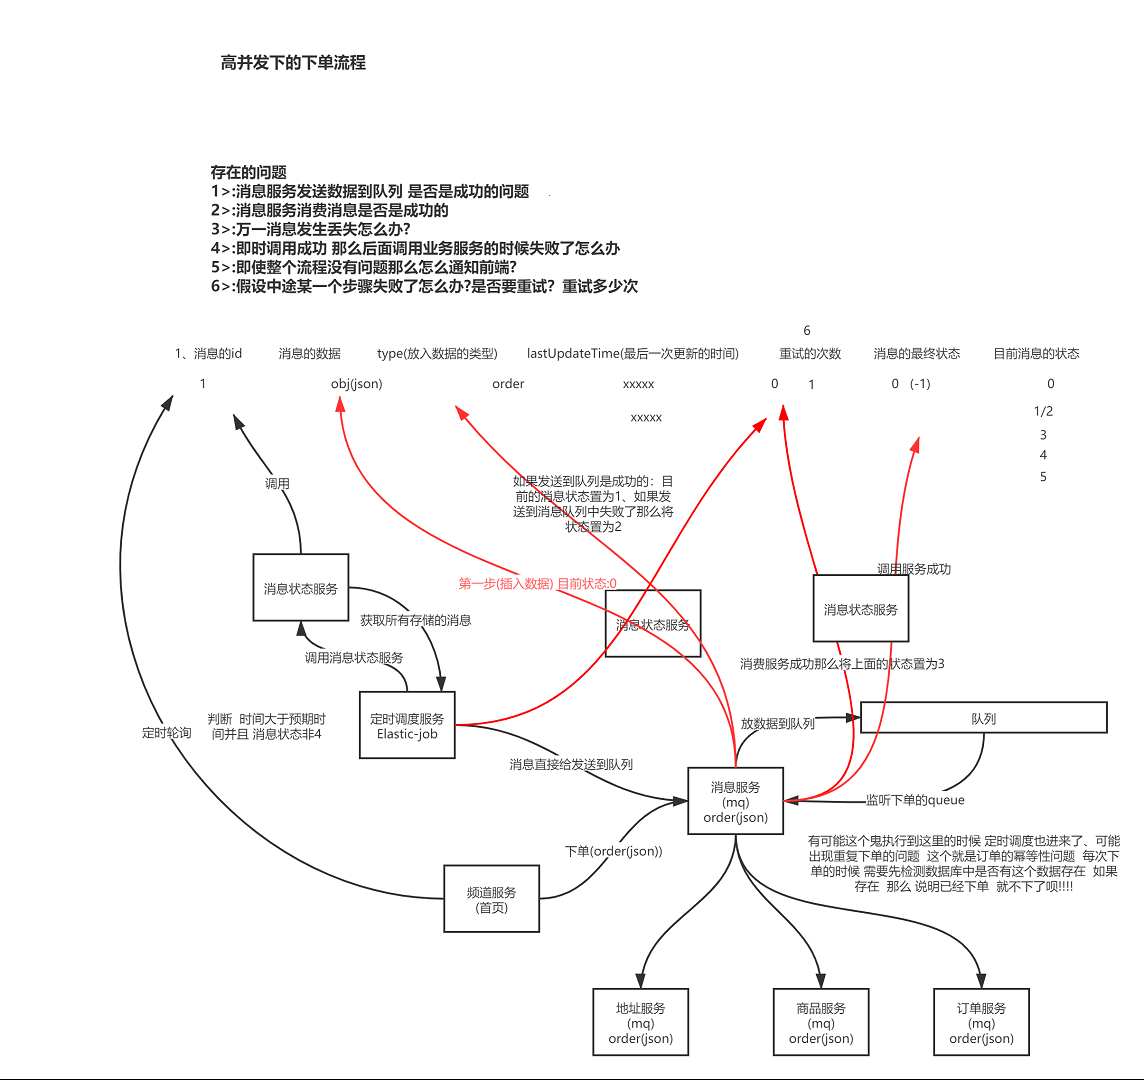 高并发下的下单流程
存在的问题
1>:消息服务发送数据到队列 是否是成功的问题
2>:消息服务消费消息是否是成功的
3>:万一消息发生丢失怎么办?
4>:即时调用成功 那么后面调用业务服务的时候失败了怎么办
5>:即使整个流程没有问题那么怎么通知前端?
6>:假设中途某一个步骤失败了怎么办?是否要重试? 重试多少次
6
1、消息的id 消息的数据 type(放入数据的类型) lastUpdateTime(最后一次更新的时间) 重试的次数 消息的最终状态 目前消息的状态
1 obj(json) order xxxxx 0 1 0 (-1) 0
xxxxx 1/2
3
4
5
调用
如果发送到队列是成功的：目
前的消息状态置为1、如果发
送到消息队列中失败了那么将
状态置为2
第一步(插入数据) 目前状态:0
调用服务成功
消息状态服务
消息状态服务
消息状态服务
获取所有存储的消息
调用消息状态服务
消费服务成功那么将上面的状态置为3
定时调度服务
Elastic-job
判断 时间大于预期时
间并且 消息状态非4
定时轮询
放数据到队列
队列
消息直接给发送到队列
消息服务
(mq)
order(json)
监听下单的queue
下单(order(json))
有可能这个鬼执行到这里的时候 定时调度也进来了、可能
出现重复下单的问题 这个就是订单的幂等性问题 每次下
单的时候 需要先检测数据库中是否有这个数据存在 如果
存在 那么 说明已经下单 就不下了呗!!!!
频道服务
(首页)
地址服务
(mq)
order(json)
商品服务
(mq)
order(json)
订单服务
(mq)
order(json)